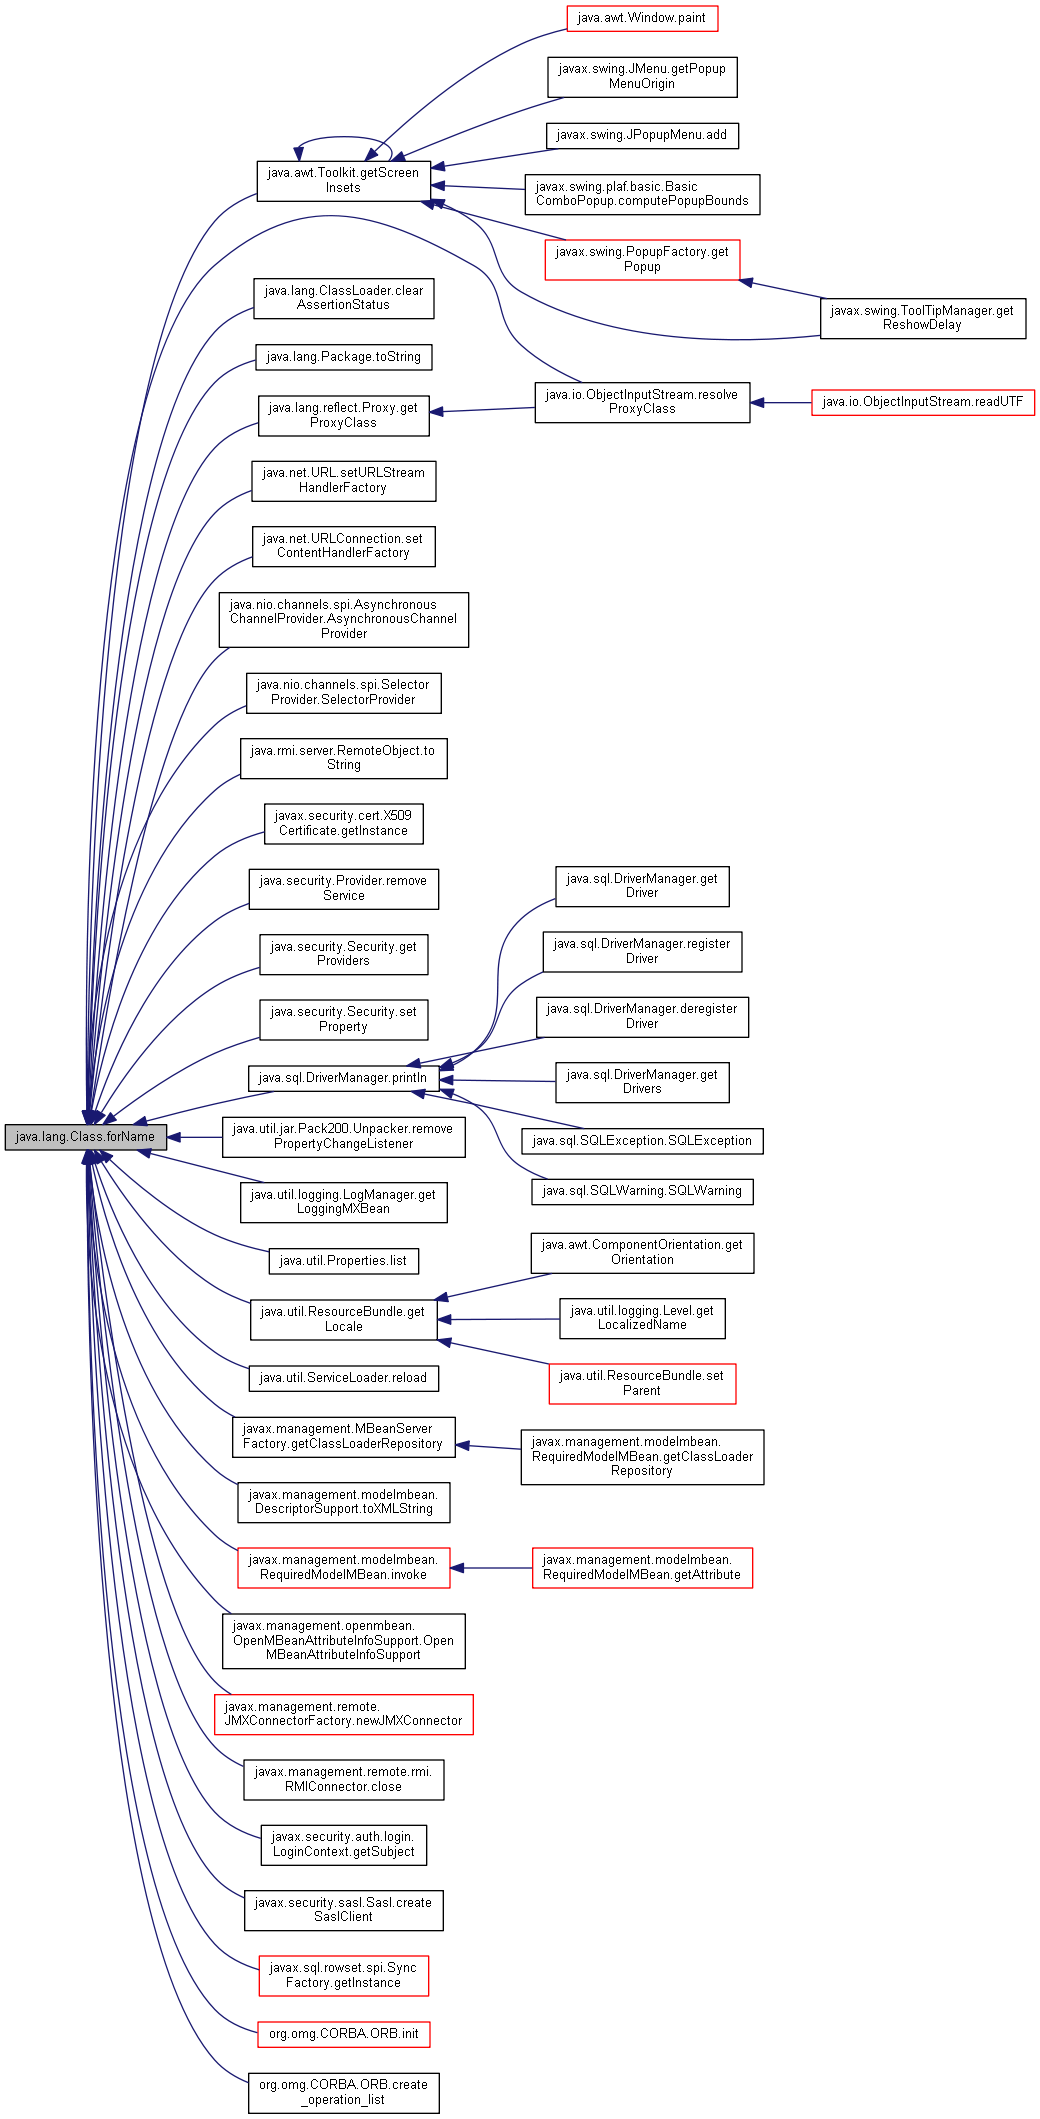 java.awt.Window.paint
javax.swing.JMenu.getPopup
MenuOrigin
javax.swing.JPopupMenu.add
java.awt.Toolkit.getScreen
Insets
javax.swing.plaf.basic.Basic
ComboPopup.computePopupBounds
javax.swing.PopupFactory.get
Popup
javax.swing.ToolTipManager.get
ReshowDelay
java.lang.ClassLoader.clear
AssertionStatus
java.lang.Package.toString
java.lang.reflect.Proxy.get
ProxyClass
java.io.ObjectInputStream.resolve
ProxyClass
java.io.ObjectInputStream.readUTF
java.net.URL.setURLStream
HandlerFactory
java.net.URLConnection.set
ContentHandlerFactory
java.nio.channels.spi.Asynchronous
ChannelProvider.AsynchronousChannel
Provider
java.nio.channels.spi.Selector
Provider.SelectorProvider
java.rmi.server.RemoteObject.to
String
javax.security.cert.X509
Certificate.getInstance
java.security.Provider.remove
Service
java.security.Security.get
Providers
java.security.Security.set
Property
java.sql.DriverManager.get
Driver
java.sql.DriverManager.register
Driver
java.sql.DriverManager.deregister
Driver
java.sql.DriverManager.println
java.sql.DriverManager.get
Drivers
java.sql.SQLException.SQLException
java.sql.SQLWarning.SQLWarning
java.lang.Class.forName
java.util.jar.Pack200.Unpacker.remove
PropertyChangeListener
java.util.logging.LogManager.get
LoggingMXBean
java.util.Properties.list
java.awt.ComponentOrientation.get
Orientation
java.util.ResourceBundle.get
Locale
java.util.logging.Level.get
LocalizedName
java.util.ResourceBundle.set
Parent
java.util.ServiceLoader.reload
javax.management.MBeanServer
Factory.getClassLoaderRepository
javax.management.modelmbean.
RequiredModelMBean.getClassLoader
Repository
javax.management.modelmbean.
DescriptorSupport.toXMLString
javax.management.modelmbean.
RequiredModelMBean.invoke
javax.management.modelmbean.
RequiredModelMBean.getAttribute
javax.management.openmbean.
OpenMBeanAttributeInfoSupport.Open
MBeanAttributeInfoSupport
javax.management.remote.
JMXConnectorFactory.newJMXConnector
javax.management.remote.rmi.
RMIConnector.close
javax.security.auth.login.
LoginContext.getSubject
javax.security.sasl.Sasl.create
SaslClient
javax.sql.rowset.spi.Sync
Factory.getInstance
org.omg.CORBA.ORB.init
org.omg.CORBA.ORB.create
_operation_list